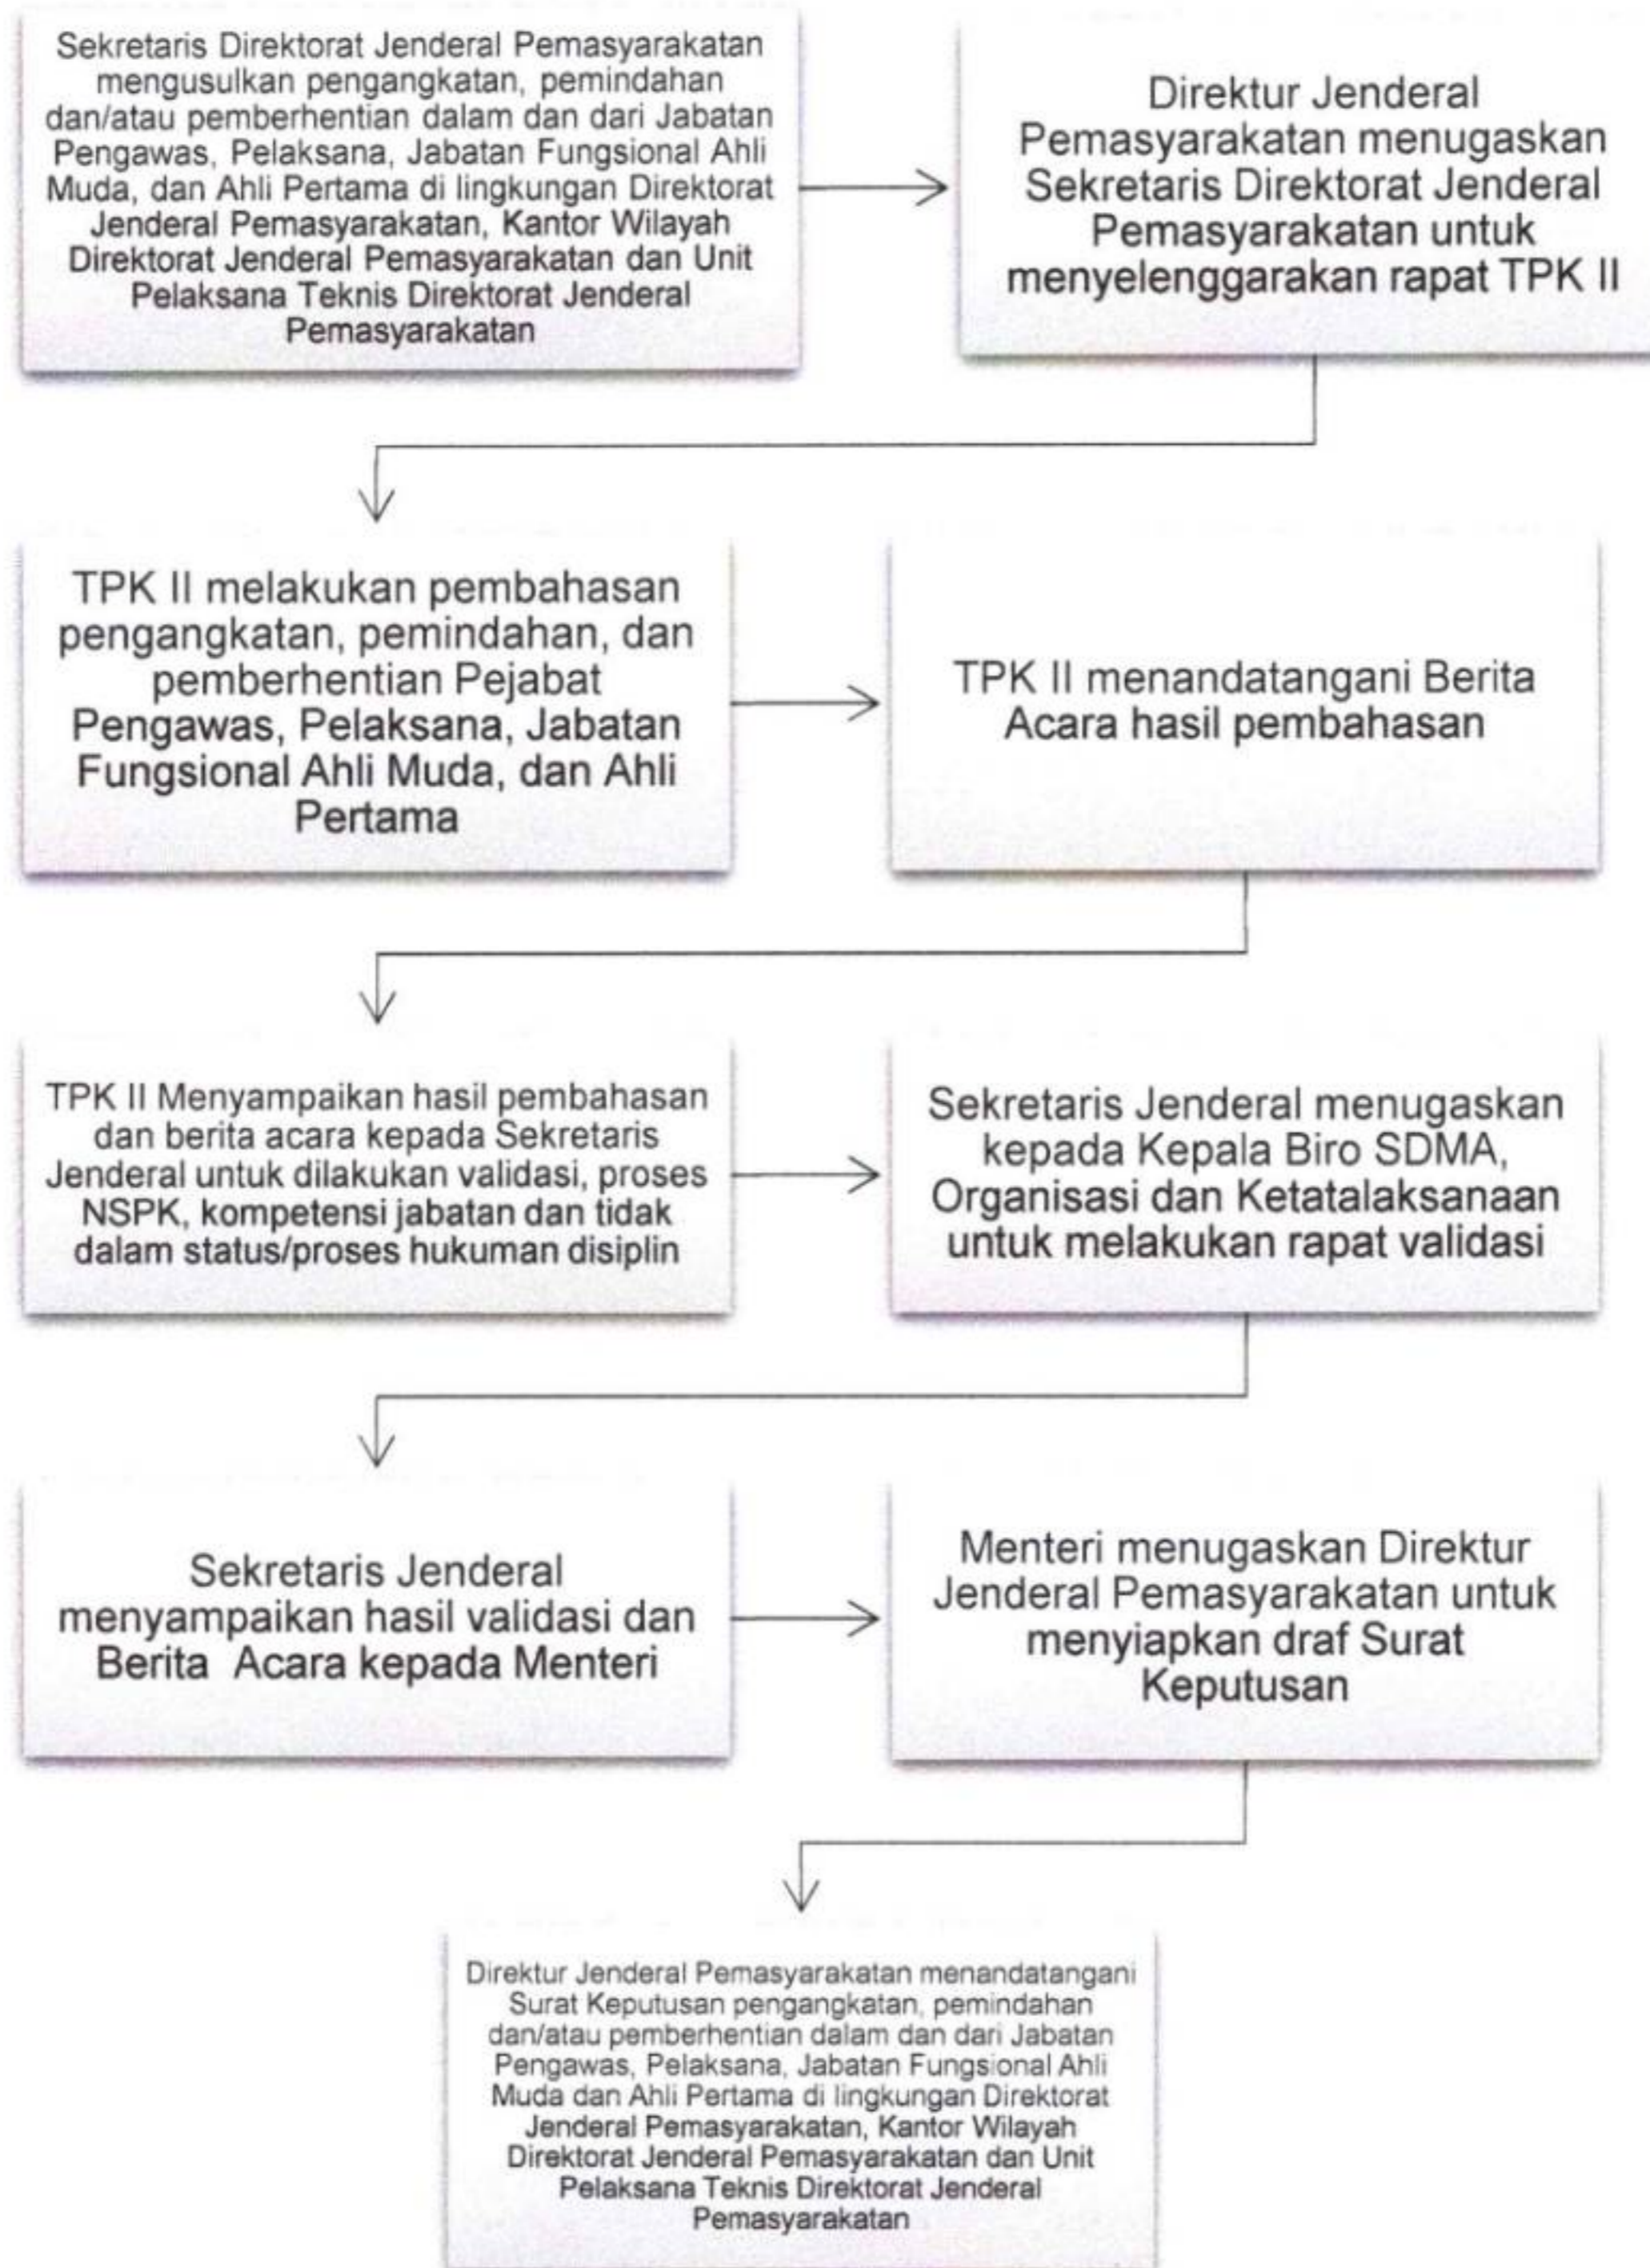 Sekretaris Direktorat Jenderal Pemasyarakatan
mengusulkan pengangkatan, pemindahan
dan/atau pemberhentian dalam dan dari Jabatan
Pengawas, Pelaksana, Jabatan Fungsional Ahli
Muda, dan Ahli Pertama di lingkungan Direktorat
Jenderal Pemasyarakatan, Kantor Wilayah
Direktorat Jenderal Pemasyarakatan dan Unit
Pelaksana Teknis Direktorat Jenderal
Pemasyarakatan
Direktur Jenderal
Pemasyarakatan menugaskan
Sekretaris Direktorat Jenderal
Pemasyarakatan untuk
menyelenggarakan rapat TPK II
TPK II melakukan pembahasan
pengangkatan, pemindahan, dan
pemberhentian Pejabat
Pengawas, Pelaksana, Jabatan
Fungsional Ahli Muda, dan Ahli
Pertama
TPK II menandatangani Berita
Acara hasil pembahasan
TPK II Menyampaikan hasil pembahasan
dan berita acara kepada Sekretaris
Jenderal untuk dilakukan validasi, proses
NSPK, kompetensi jabatan dan tidak
dalam status/proses hukuman disiplin
Sekretaris Jenderal menugaskan
kepada Kepala Biro SDMA,
Organisasi dan Ketatalaksanaan
untuk melakukan rapat validasi
Sekretaris Jenderal
menyampaikan hasil validasi dan
Berita Acara kepada Menteri
Menteri menugaskan Direktur
Jenderal Pemasyarakatan untuk
menyiapkan draf Surat
Keputusan
Direktur Jenderal Pemasyarakatan menandatangani
Surat Keputusan pengangkatan, pemindahan
dan/atau pemberhentian dalam dan dari Jabatan
Pengawas, Pelaksana, Jabatan Fungsional Ahli
Muda dan Ahli Pertama di lingkungan Direktorat
Jenderal Pemasyarakatan, Kantor Wilayah
Direktorat Jenderal Pemasyarakatan dan Unit
Pelaksana Teknis Direktorat Jenderal
Pemasyarakatan